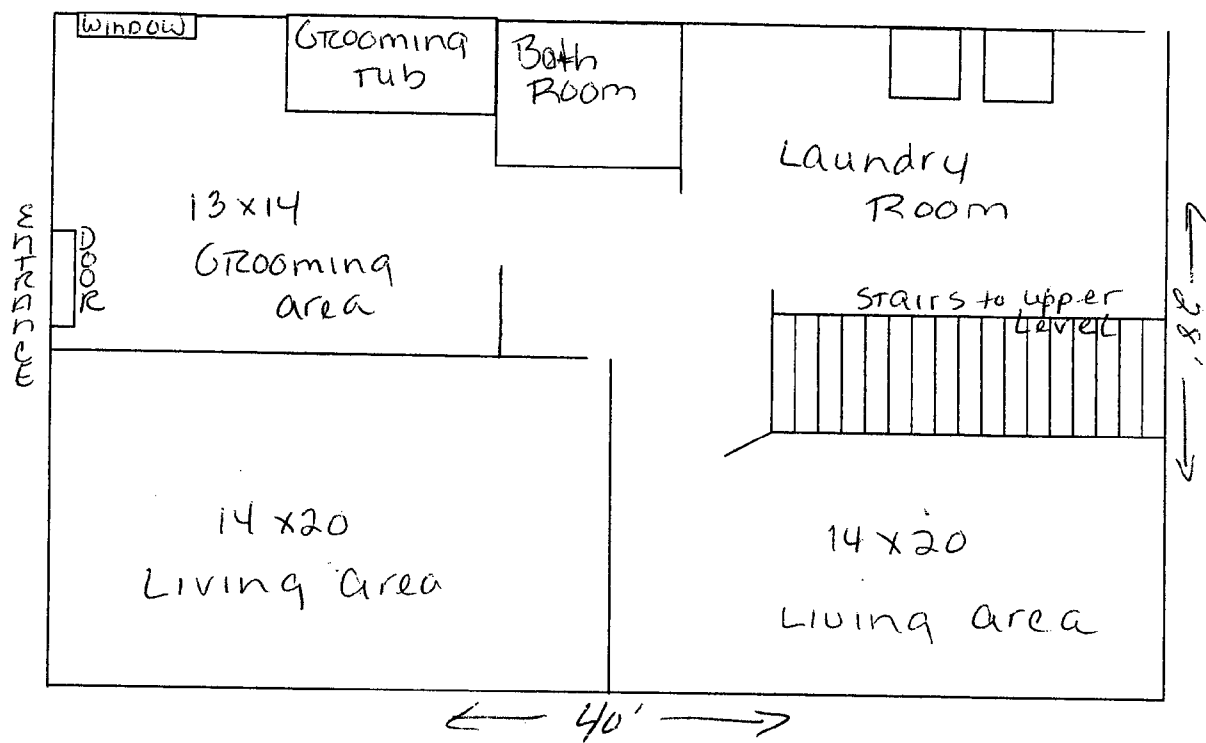 WINDOW
Grooming
Tub
Bath
Room
Laundry
Room
13x14
Grooming
area
ENTRANCE
DOOR
Stairs to upper
Level
28'
14x20
Living area
14x20
Living area
40'